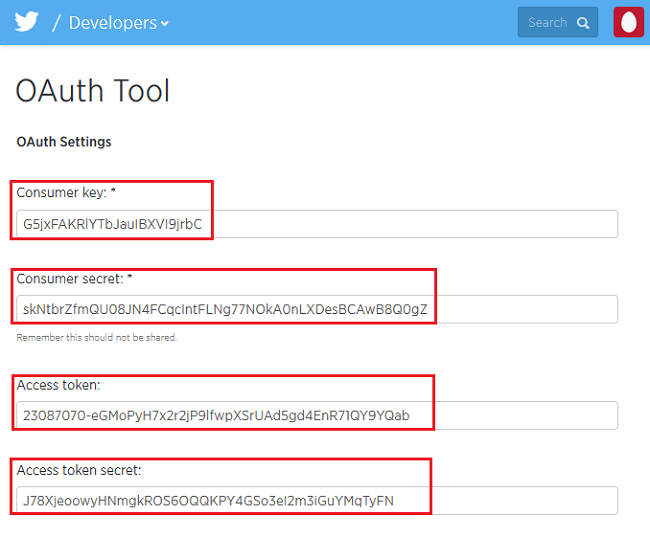 / Developers
Search
OAuth Tool
OAuth Settings
Consumer key: *
G5jxFAKRlYTbJauIBXVI9jrbC
Consumer secret: *
skNtbrZfmQU08JN4FCqcIntFLNg77NOkA0nLXDesBCAwB8Q0gZ
Remember this should not be shared.
Access token:
23087070-eGMoPyH7x2r2jP9lfwpXSrUAd5gd4EnR71QY9YQab
Access token secret:
J78XjeoowyHNmgkROS6OQQKPY4GSo3eI2m3iGuYMqTyFN